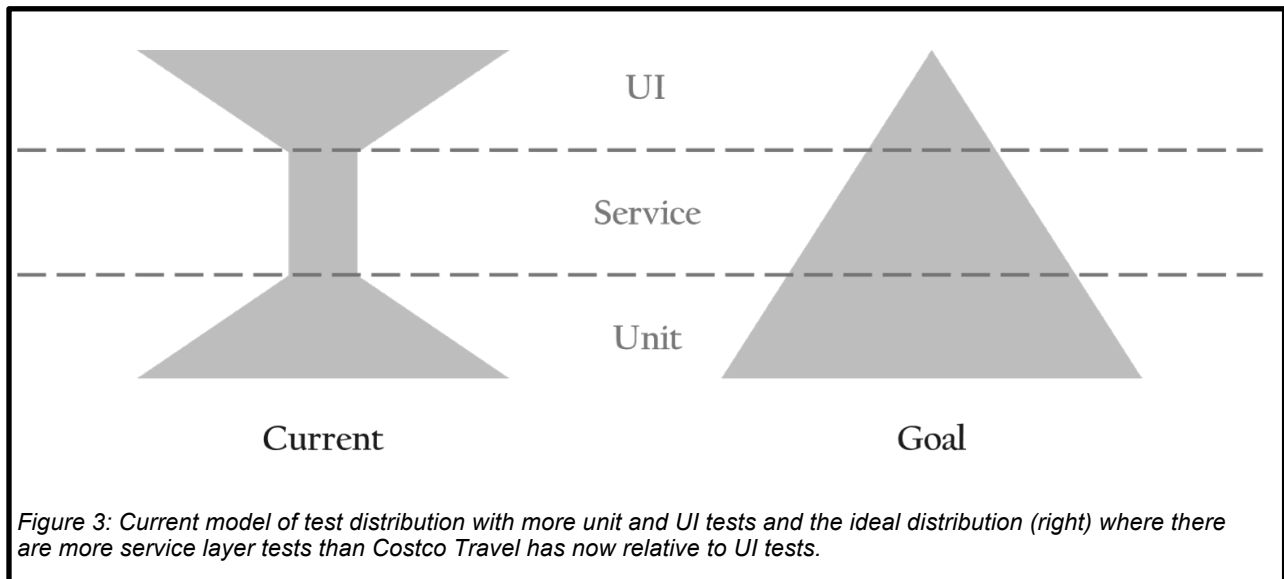 UI
Service
Unit
Current
Goal
Figure 3: Current model of test distribution with more unit and UI tests and the ideal distribution (right) where there
are more service layer tests than Costco Travel has now relative to UI tests.